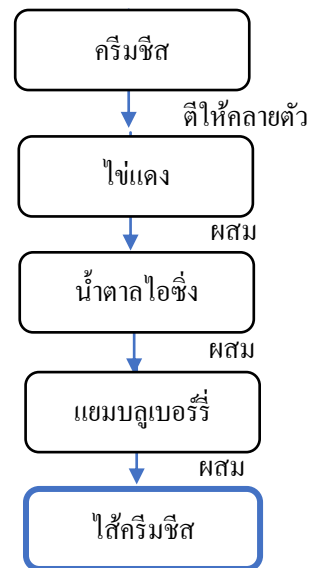 ครีมชีส
ตีให้คลายตัว
ไข่แดง
ผสม
น้ำตาลไอซิ่ง
ผสม
แยมบลูเบอร์รี่
ผสม
ไส้ครีมชีส